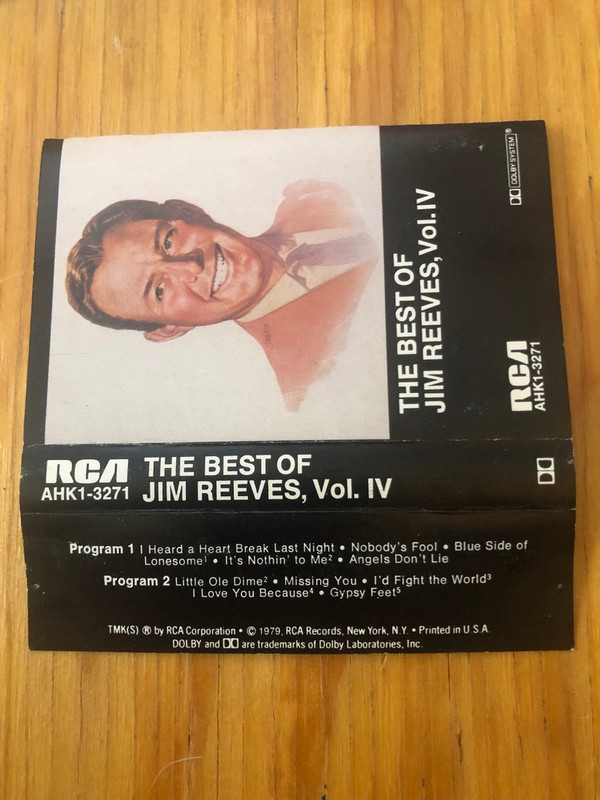 THE BEST OF
JIM REEVES, Vol. IV
DOLBY SYSTEM®
RCA
AHK1-3271
RCA
AHK1-3271
THE BEST OF
JIM REEVES, Vol. IV
Program 1 I Heard a Heart Break Last Night • Nobody's Fool • Blue Side of
Lonesome¹ • It's Nothin' to Me² • Angels Don't Lie
Program 2 Little Ole Dime² • Missing You • I'd Fight the World³
I Love You Because⁴ • Gypsy Feet⁵
TMK(S) ® by RCA Corporation • © 1979, RCA Records, New York, N.Y. • Printed in U.S.A.
DOLBY and are trademarks of Dolby Laboratories, Inc.